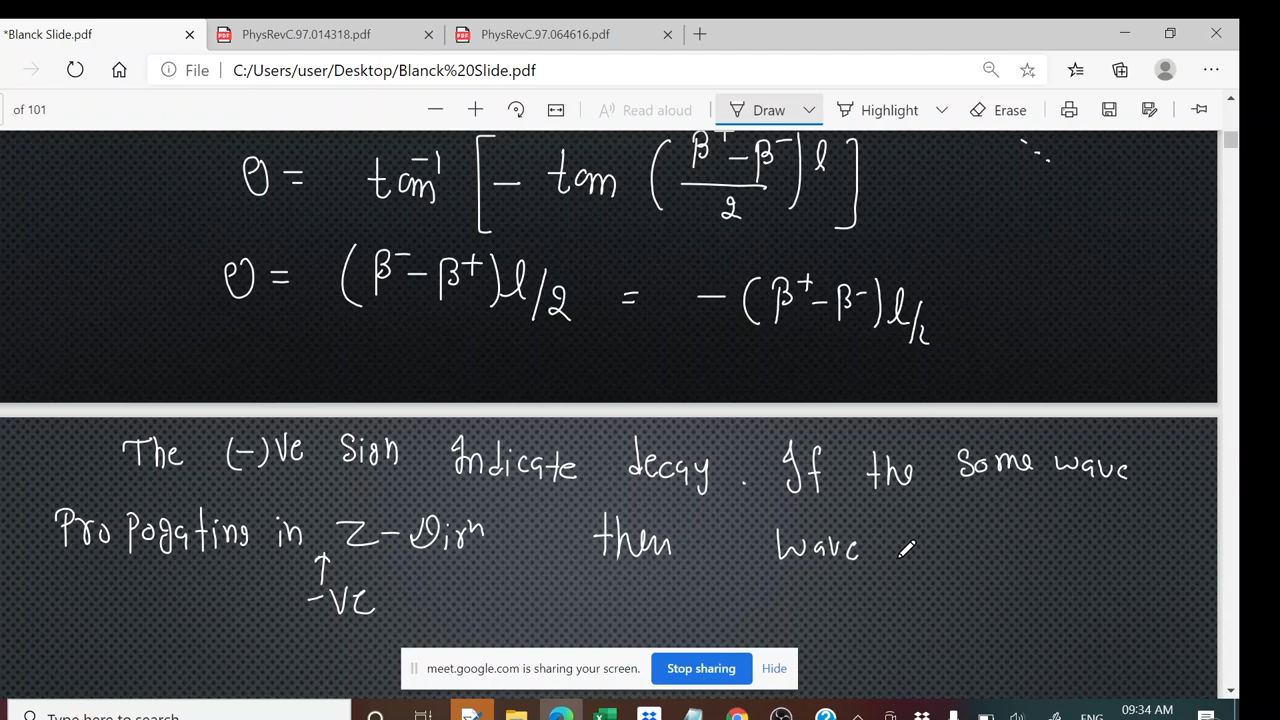 *Blanck Slide.pdf
PhysRevC.97.014318.pdf
PhysRevC.97.064616.pdf
File
C:/Users/user/Desktop/Blanck%20Slide.pdf
of 101
Read aloud
Draw
Highlight
Erase
θ = tan⁻¹ [ - tan ( (β⁺ - β⁻) / 2 ) l ]
θ = (β⁻ - β⁺) l/2 = - (β⁺ - β⁻) l/2
The (-)ve Sign Indicate decay. If the Same wave
Propogating in Z-Dirⁿ then wave
↑
-ve
meet.google.com is sharing your screen.
Stop sharing
Hide
Type here to search
ENG
09:34 AM